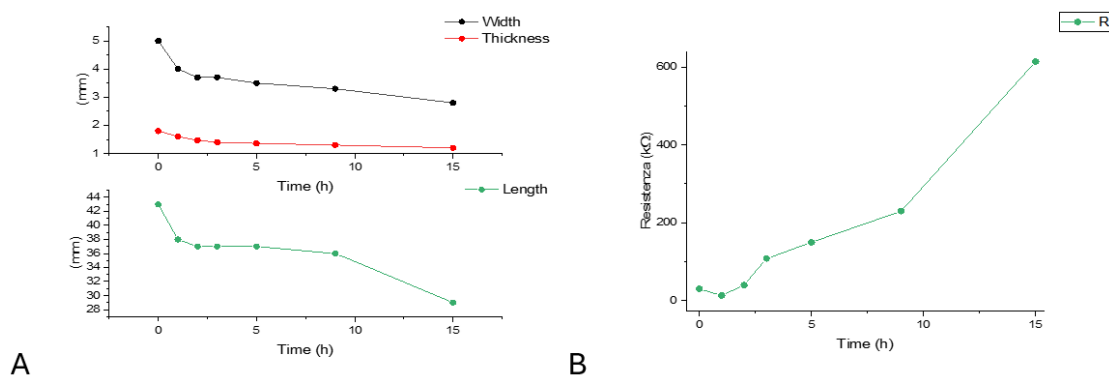 Width
Thickness
5
4
3
2
1
(mm)
0
5
10
15
Time (h)
Length
44
42
40
38
36
34
32
30
28
(mm)
0
5
10
15
Time (h)
A
R
600
400
200
0
Resistenza (kΩ)
0
5
10
15
Time (h)
B